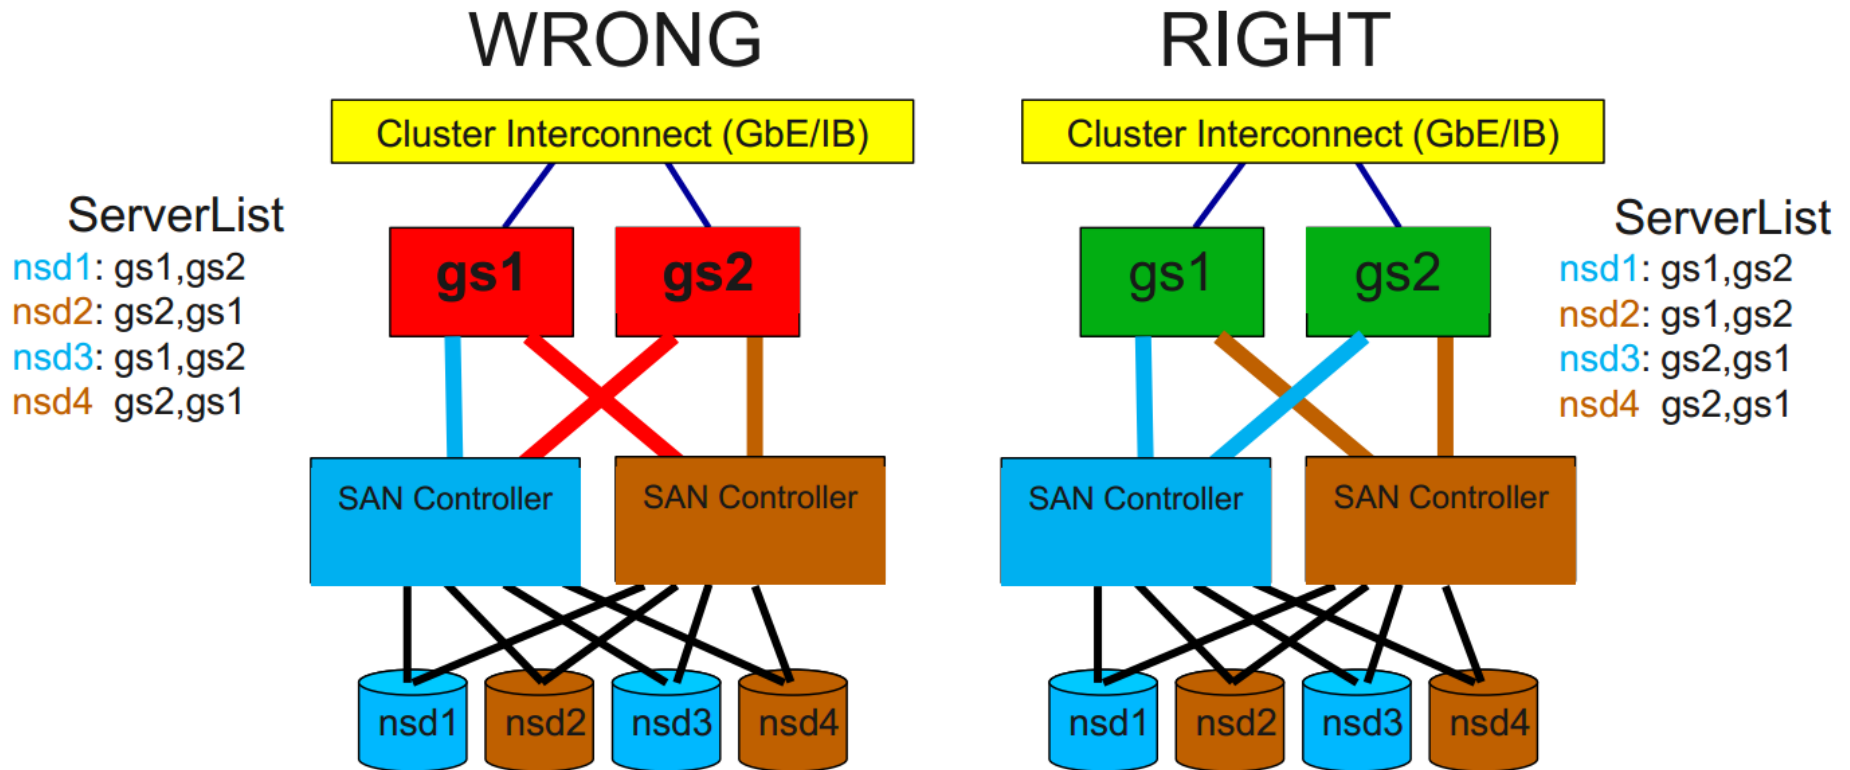 WRONG
Cluster Interconnect (GbE/IB)
ServerList
nsd1: gs1,gs2
nsd2: gs2,gs1
nsd3: gs1,gs2
nsd4 gs2,gs1
gs1
gs2
SAN Controller
SAN Controller
nsd1
nsd2
nsd3
nsd4
RIGHT
Cluster Interconnect (GbE/IB)
gs1
gs2
ServerList
nsd1: gs1,gs2
nsd2: gs1,gs2
nsd3: gs2,gs1
nsd4 gs2,gs1
SAN Controller
SAN Controller
nsd1
nsd2
nsd3
nsd4